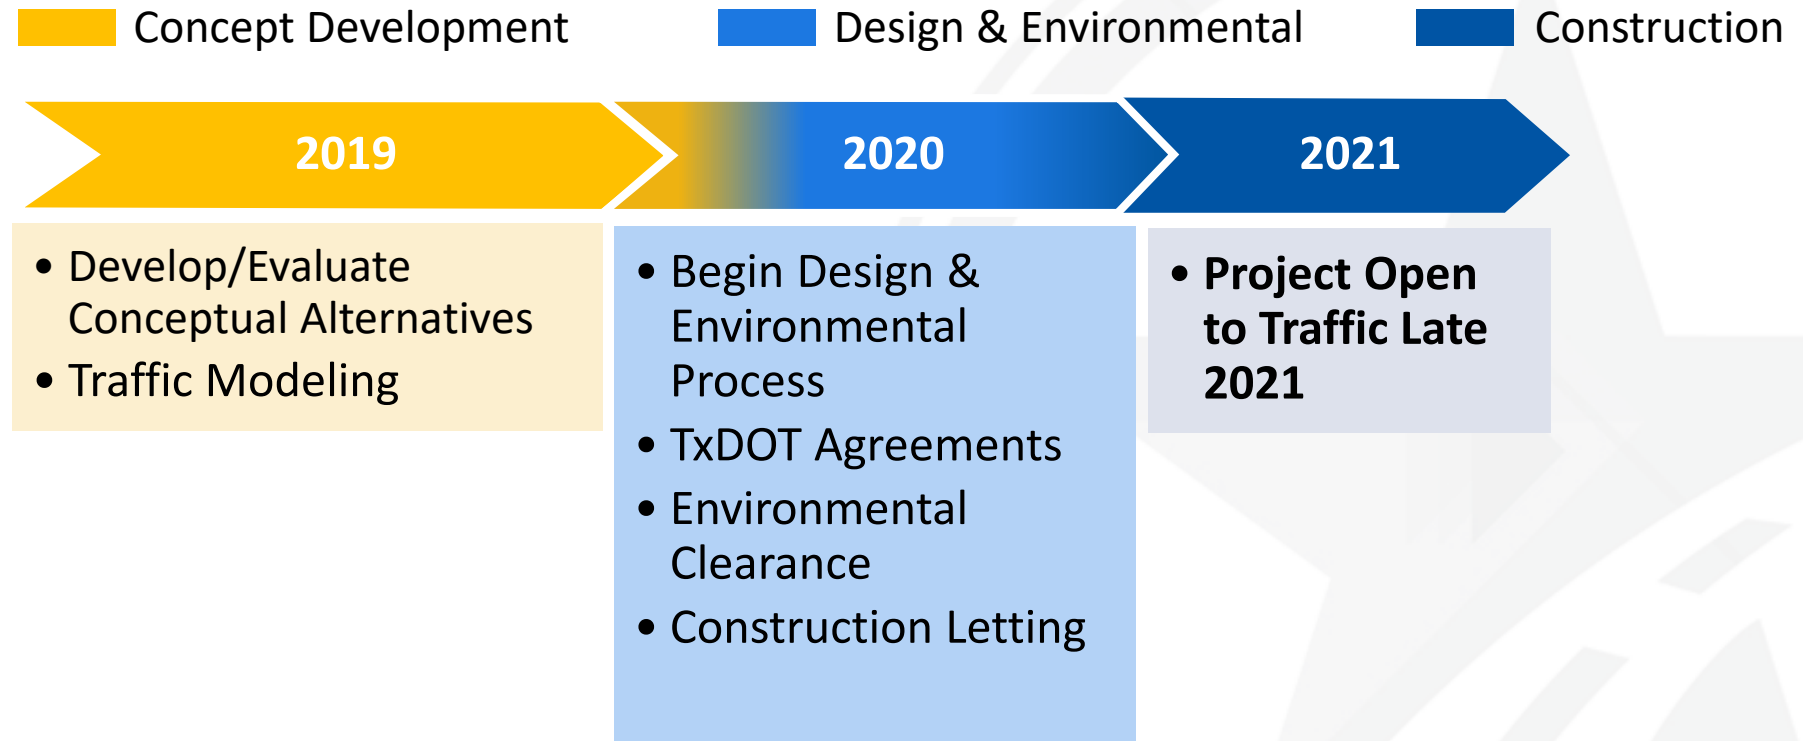 Concept Development
Design & Environmental
Construction
2019
2020
2021
• Develop/Evaluate
Conceptual Alternatives
• Traffic Modeling
• Begin Design &
Environmental
Process
• TxDOT Agreements
• Environmental
Clearance
• Construction Letting
• Project Open
to Traffic Late
2021